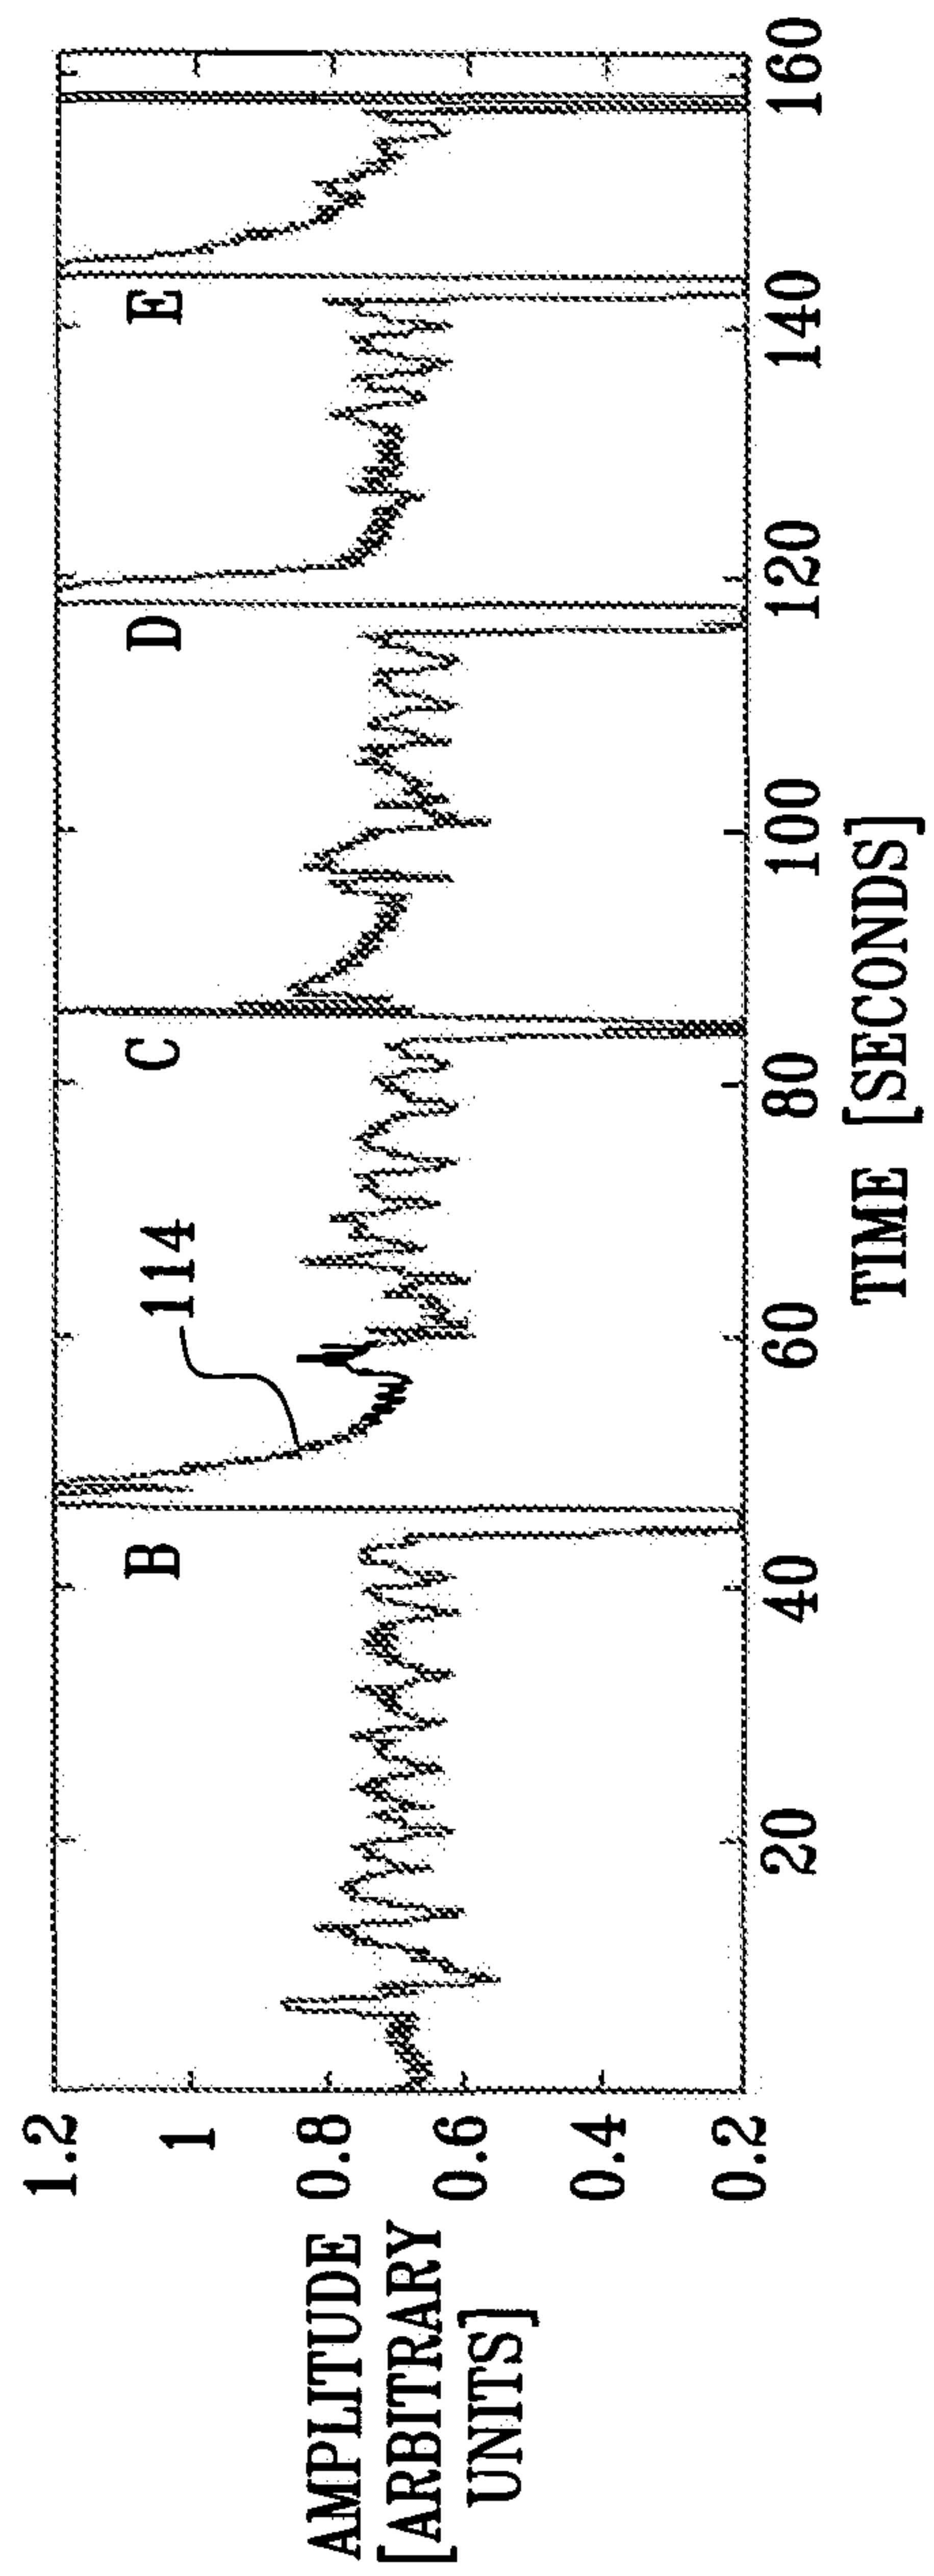 AMPLITUDE
[ARBITRARY
UNITS]
1.2
1
0.8
0.6
0.4
0.2
B
114
C
D
E
20
40
60
80
100
120
140
160
TIME [SECONDS]